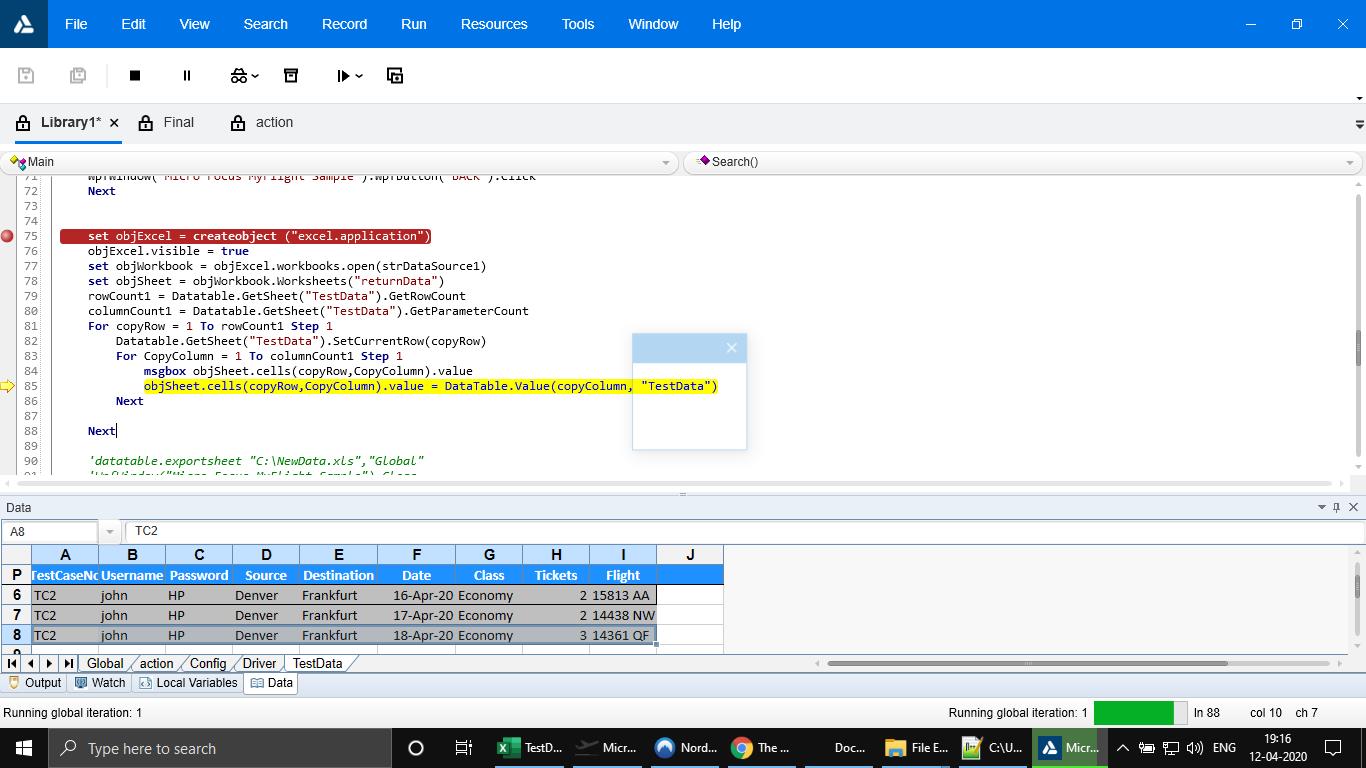 File Edit View Search Record Run Resources Tools Window Help
Library1* Final action
Main Search()
71 wpfwindow("Micro Focus MyFlight Sample").wpfbutton("BACK").Click
72 Next
73
74
75 set objExcel = createobject ("excel.application")
76 objExcel.visible = true
77 set objWorkbook = objExcel.workbooks.open(strDataSource1)
78 set objSheet = objWorkbook.Worksheets("returnData")
79 rowCount1 = Datatable.GetSheet("TestData").GetRowCount
80 columnCount1 = Datatable.GetSheet("TestData").GetParameterCount
81 For copyRow = 1 To rowCount1 Step 1
82 Datatable.GetSheet("TestData").SetCurrentRow(copyRow)
83 For CopyColumn = 1 To columnCount1 Step 1
84 msgbox objSheet.cells(copyRow,CopyColumn).value
85 objSheet.cells(copyRow,CopyColumn).value = DataTable.Value(copyColumn, "TestData")
86 Next
87
88 Next
89
90 'datatable.exportsheet "C:\NewData.xls","Global"
91 'WpfWindow("Micro Focus MyFlight Sample").Close
Data
A8 TC2
A B C D E F G H I J
P TestCaseNo Username Password Source Destination Date Class Tickets Flight
6 TC2 john HP Denver Frankfurt 16-Apr-20 Economy 2 15813 AA
7 TC2 john HP Denver Frankfurt 17-Apr-20 Economy 2 14438 NW
8 TC2 john HP Denver Frankfurt 18-Apr-20 Economy 3 14361 QF
9
Global action Config Driver TestData
Output Watch Local Variables Data
Running global iteration: 1 Running global iteration: 1 ln 88 col 10 ch 7
Type here to search TestD... Micr... Nord... The ... Doc... File E... C:\U... Micr... ENG 19:16
12-04-2020